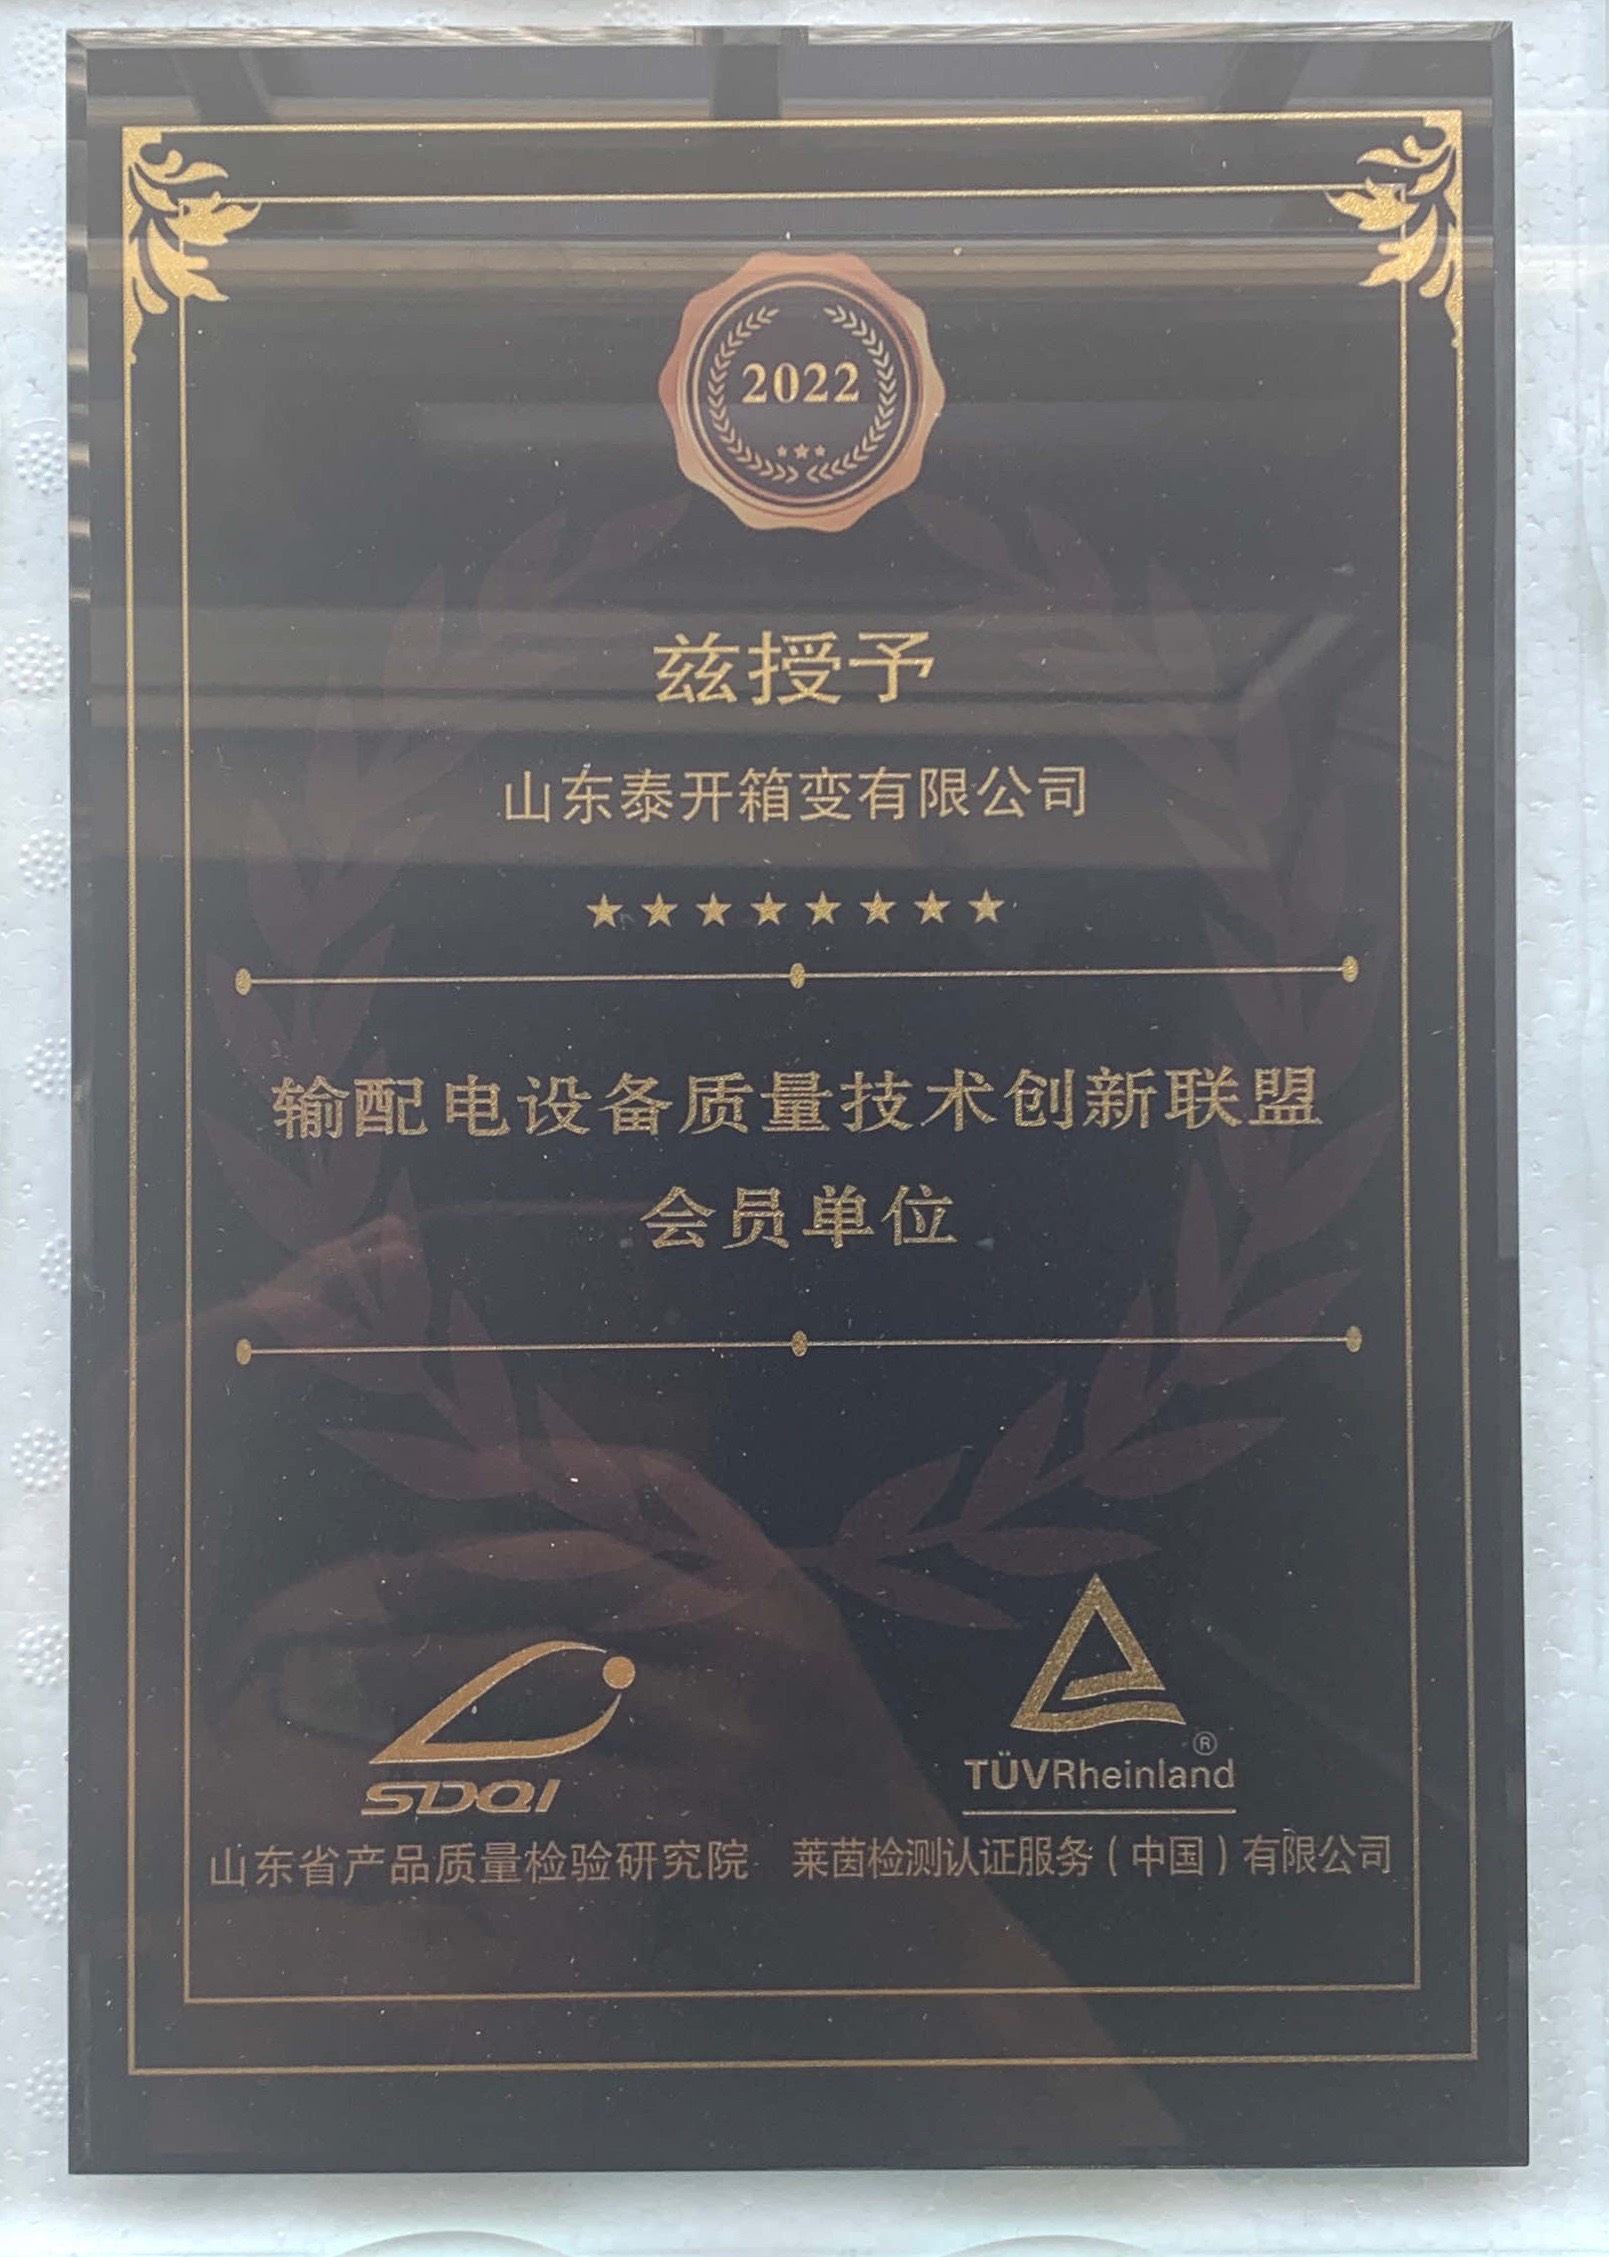 2022
兹授予
山东泰开箱变有限公司
输配电设备质量技术创新联盟
会员单位
SDQI
山东省产品质量检验研究院
TÜVRheinland®
莱茵检测认证服务（中国）有限公司